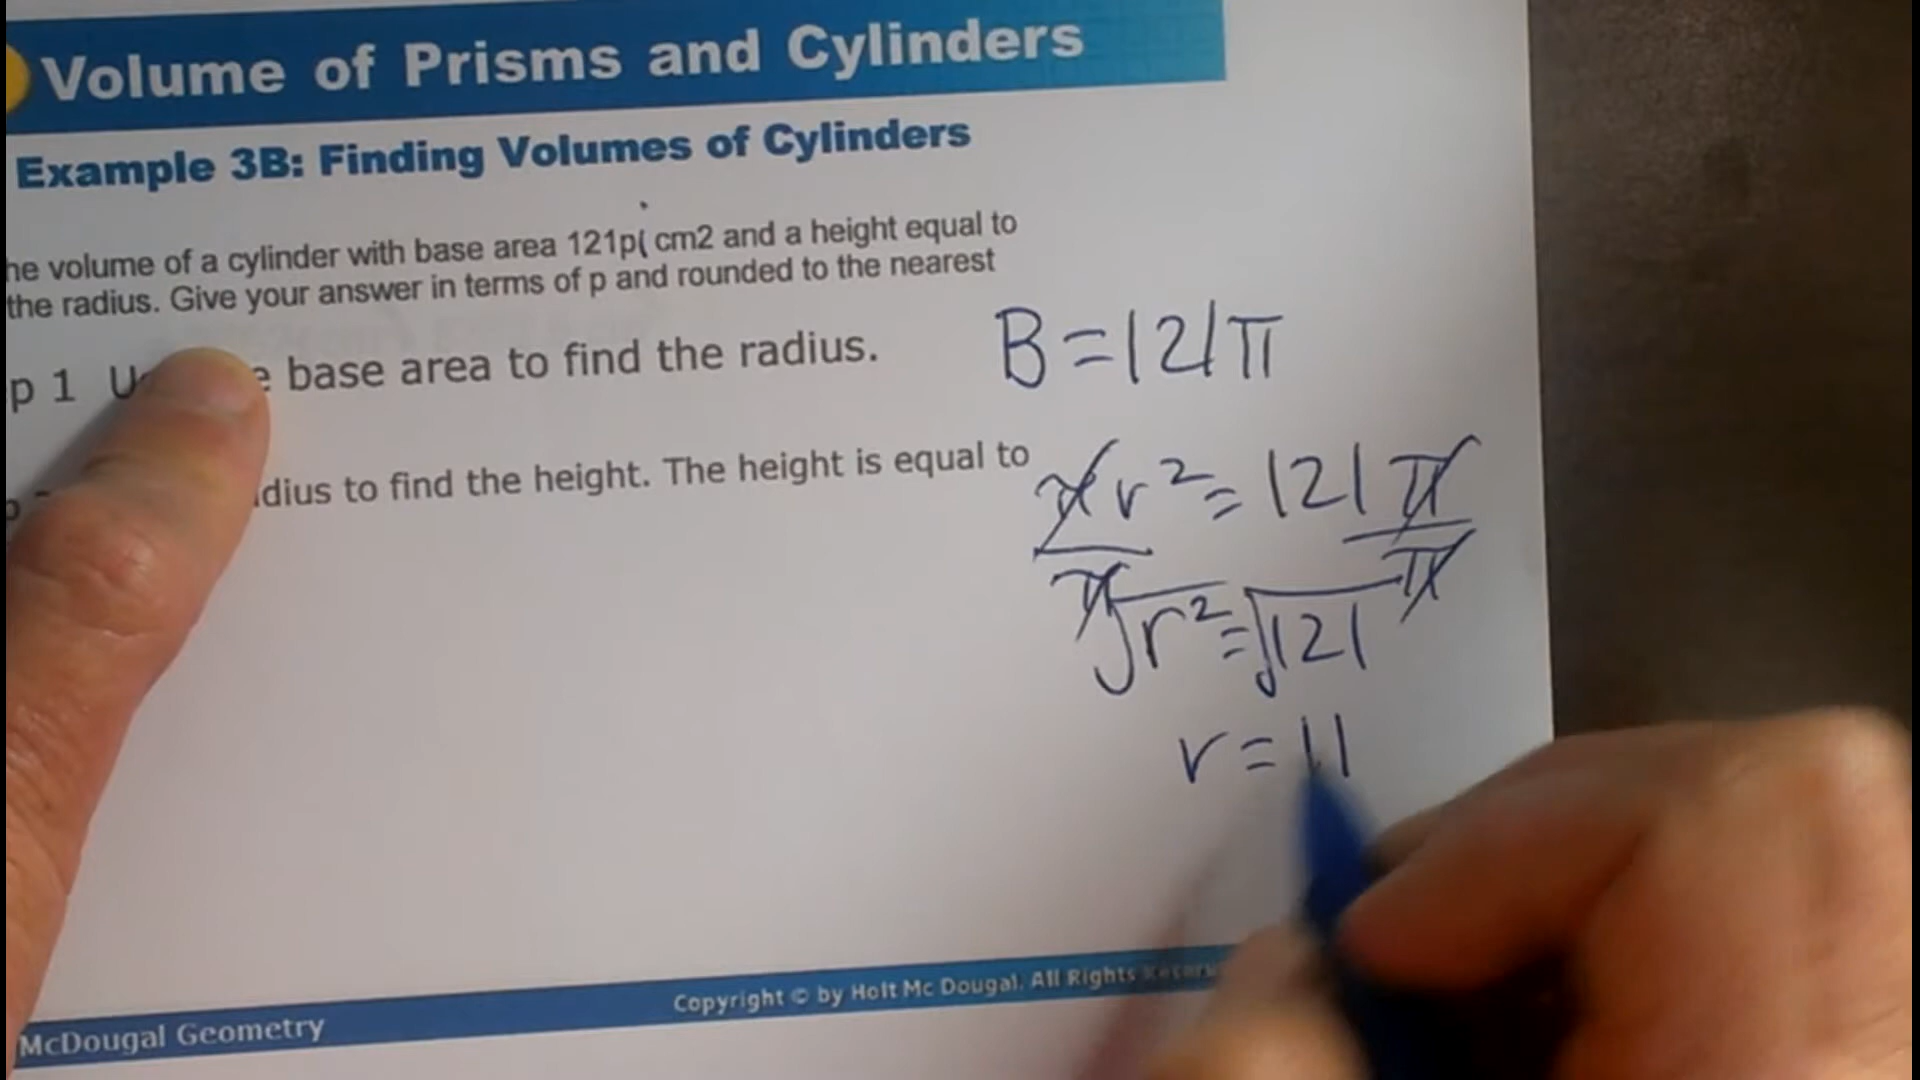 Volume of Prisms and Cylinders
Example 3B: Finding Volumes of Cylinders
volume of a cylinder with base area 121p( cm2 and a height equal to
the radius. Give your answer in terms of p and rounded to the nearest
1 base area to find the radius.
to find the height. The height is equal to
B = 121π
πr² = 121π
π π
√r² = √121
r = 11
McDougal Geometry
Copyright © by Holt Mc Dougal. All Rights